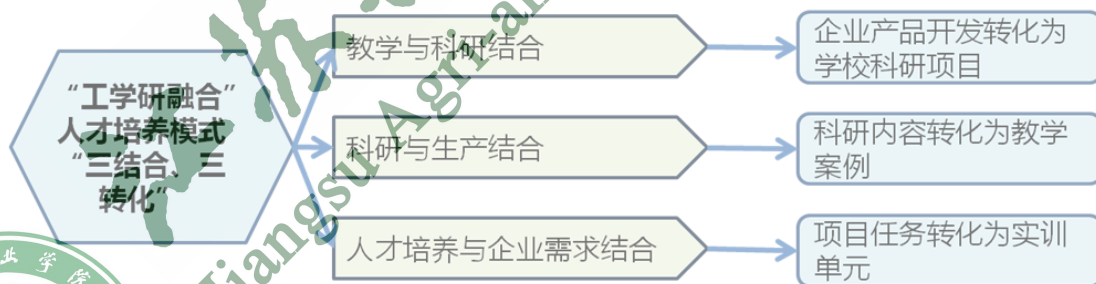 “工学研融合”
人才培养模式
“三结合、三
转化”
教学与科研结合
科研与生产结合
人才培养与企业需求结合
企业产品开发转化为
学校科研项目
科研内容转化为教学
案例
项目任务转化为实训
单元
Jiangsu Agri-an
业学院